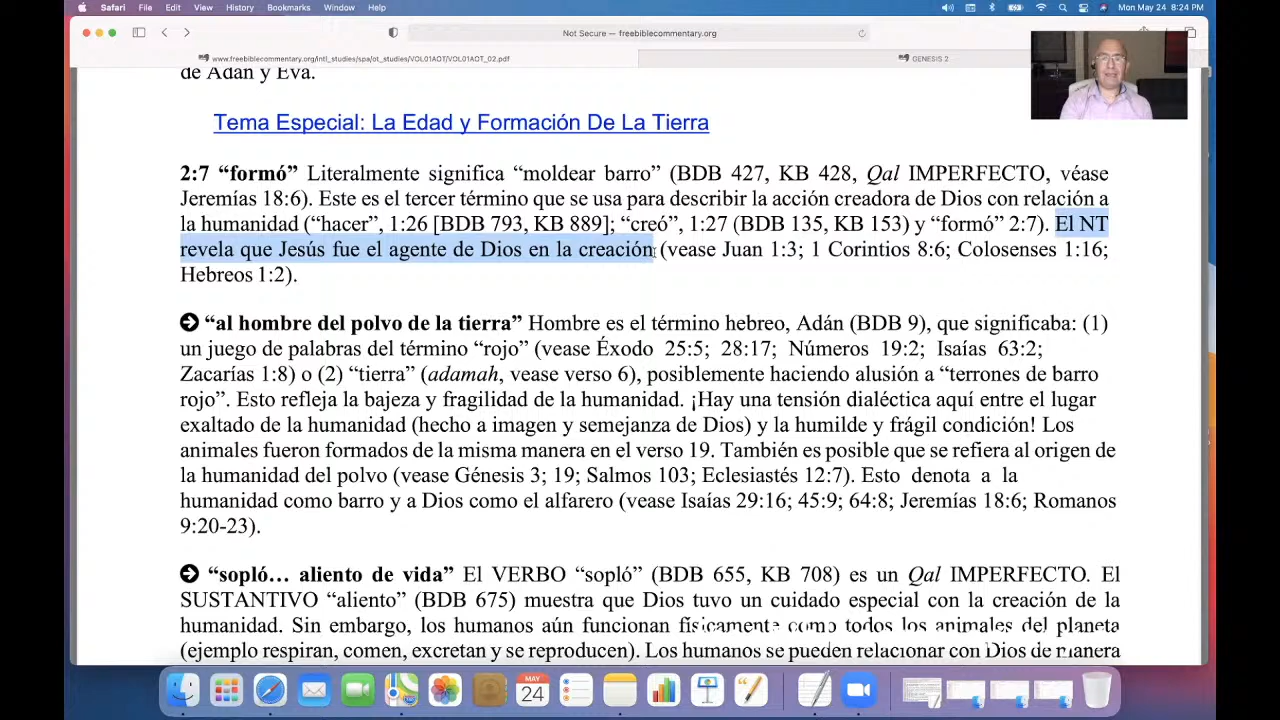 Safari File Edit View History Bookmarks Window Help Mon May 24 8:24 PM
Not Secure — freebiblecommentary.org
www.freebiblecommentary.org/intl_studies/spa/ot_studies/VOL01AOT/VOL01AOT_02.pdf GENESIS 2
de Adán y Eva.
Tema Especial: La Edad y Formación De La Tierra
2:7 “formó” Literalmente significa “moldear barro” (BDB 427, KB 428, Qal IMPERFECTO, véase
Jeremías 18:6). Este es el tercer término que se usa para describir la acción creadora de Dios con relación a
la humanidad (“hacer”, 1:26 [BDB 793, KB 889]; “creó”, 1:27 (BDB 135, KB 153) y “formó” 2:7). El NT
revela que Jesús fue el agente de Dios en la creación (vease Juan 1:3; 1 Corintios 8:6; Colosenses 1:16;
Hebreos 1:2).
“al hombre del polvo de la tierra” Hombre es el término hebreo, Adán (BDB 9), que significaba: (1)
un juego de palabras del término “rojo” (vease Éxodo 25:5; 28:17; Números 19:2; Isaías 63:2;
Zacarías 1:8) o (2) “tierra” (adamah, vease verso 6), posiblemente haciendo alusión a “terrones de barro
rojo”. Esto refleja la bajeza y fragilidad de la humanidad. ¡Hay una tensión dialéctica aquí entre el lugar
exaltado de la humanidad (hecho a imagen y semejanza de Dios) y la humilde y frágil condición! Los
animales fueron formados de la misma manera en el verso 19. También es posible que se refiera al origen de
la humanidad del polvo (vease Génesis 3; 19; Salmos 103; Eclesiastés 12:7). Esto denota a la
humanidad como barro y a Dios como el alfarero (vease Isaías 29:16; 45:9; 64:8; Jeremías 18:6; Romanos
9:20-23).
“sopló… aliento de vida” El VERBO “sopló” (BDB 655, KB 708) es un Qal IMPERFECTO. El
SUSTANTIVO “aliento” (BDB 675) muestra que Dios tuvo un cuidado especial con la creación de la
humanidad. Sin embargo, los humanos aún funcionan físicamente como todos los animales del planeta
(ejemplo respiran, comen, excretan y se reproducen). Los humanos se pueden relacionar con Dios de manera
MAY
24